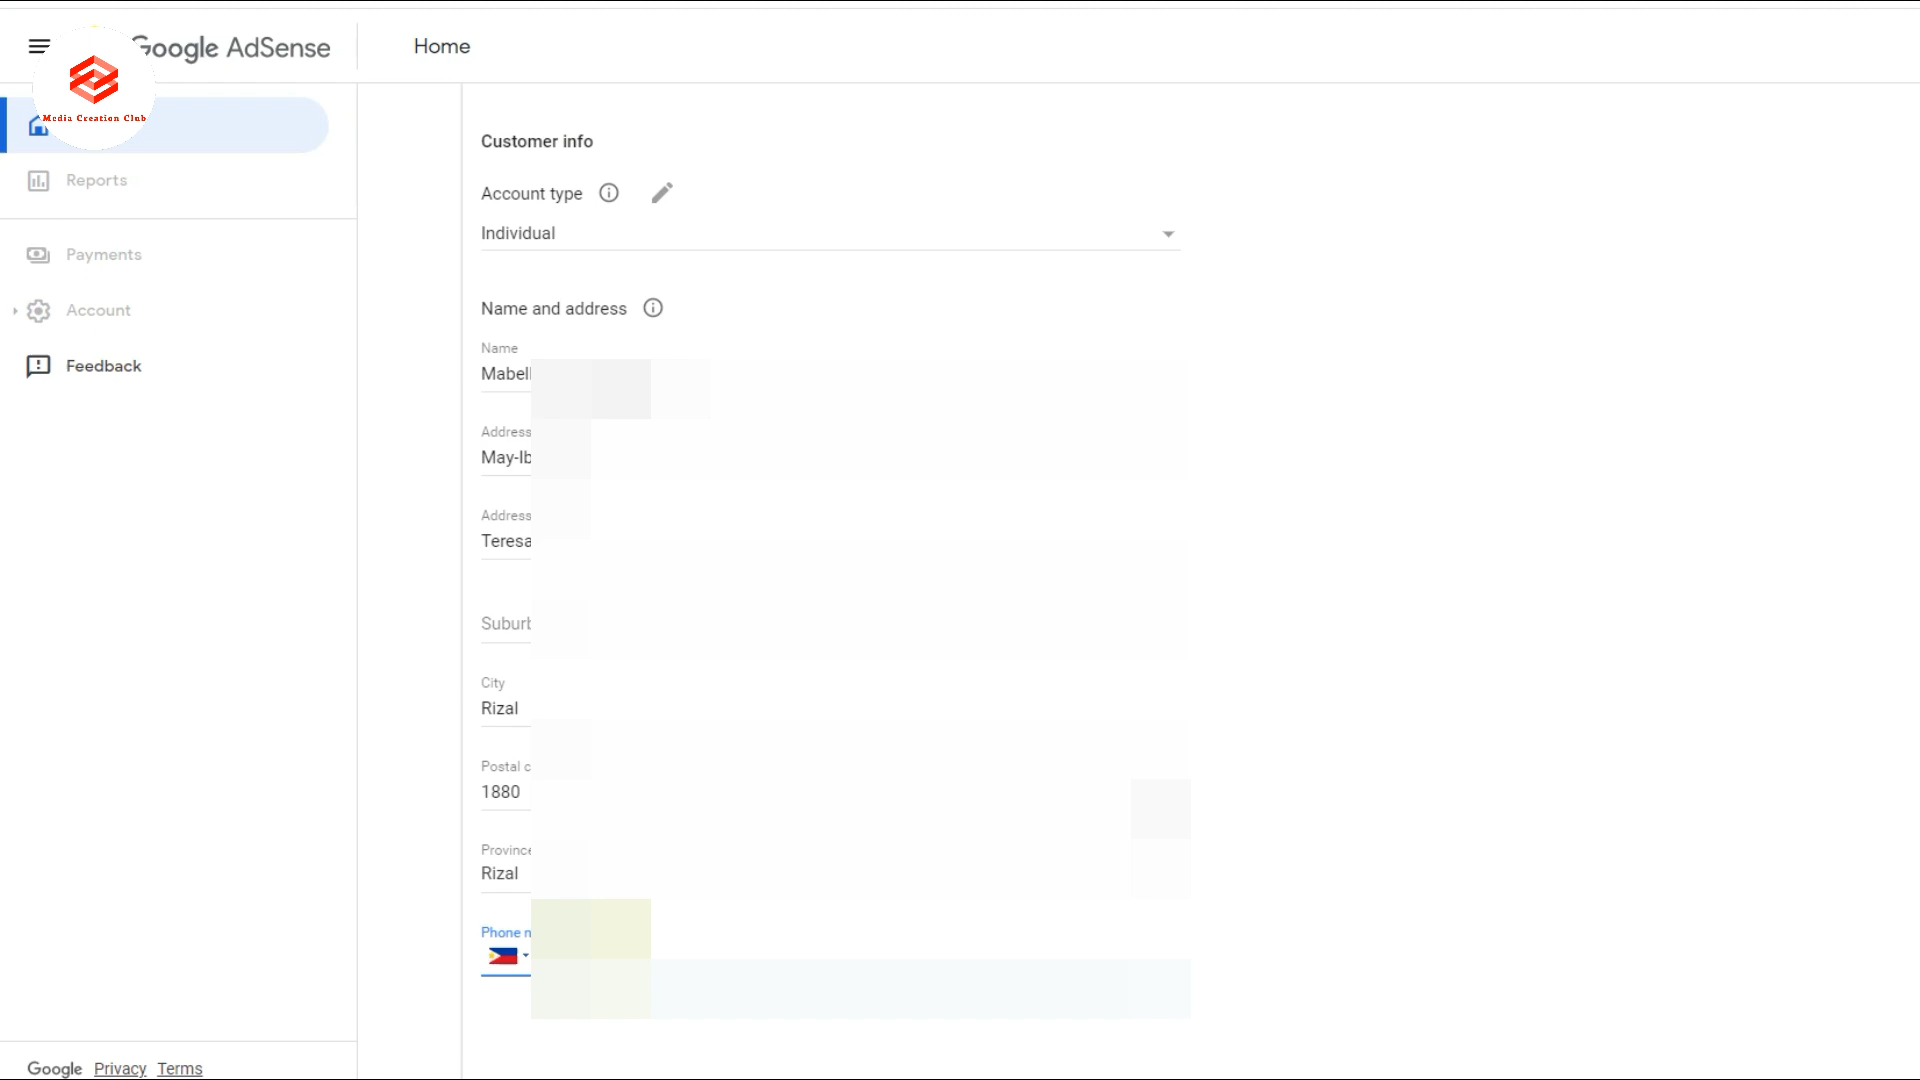 Google AdSense
Home
Media Creation Club
Reports
Payments
Account
Feedback
Customer info
Account type
Individual
Name and address
Name
Mabel
Address
May-Ib
Address
Teresa
Suburb
City
Rizal
Postal c
1880
Province
Rizal
Phone n
Google Privacy Terms